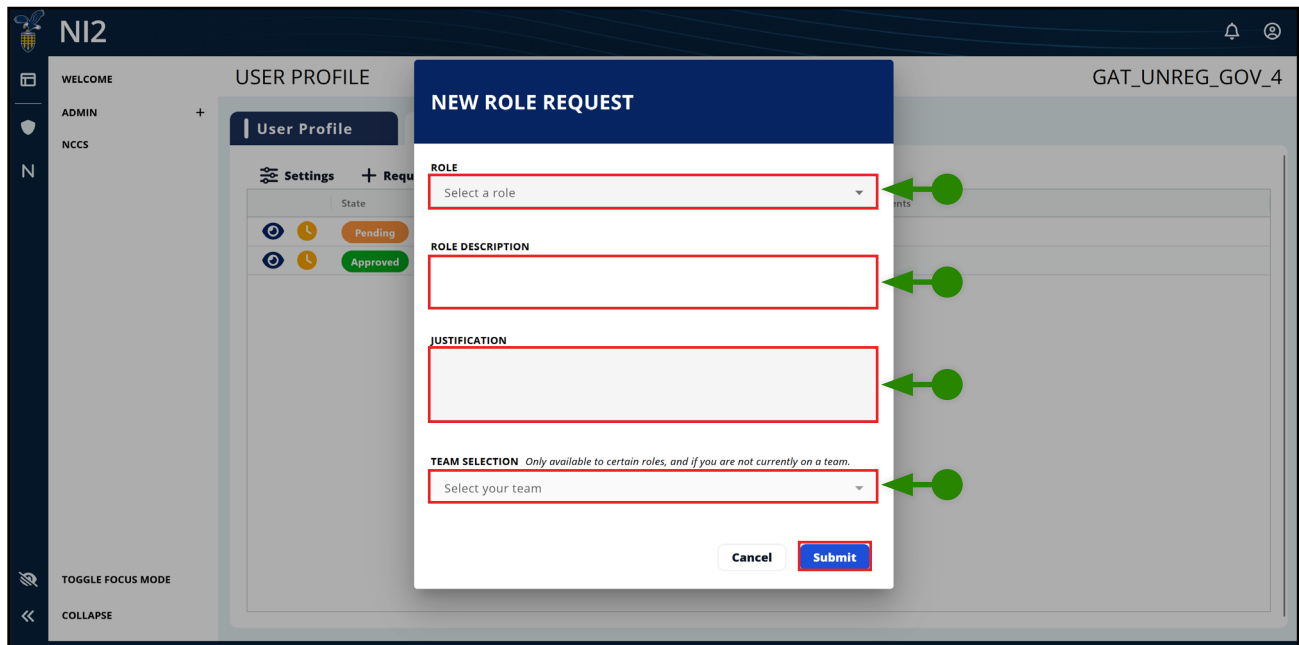 NI2
WELCOME
ADMIN +
NCCS
N
TOGGLE FOCUS MODE
COLLAPSE
USER PROFILE
GAT_UNREG_GOV_4
User Profile
Settings
+ Requ
State
ents
Pending
Approved
NEW ROLE REQUEST
ROLE
Select a role
ROLE DESCRIPTION
JUSTIFICATION
TEAM SELECTION Only available to certain roles, and if you are not currently on a team.
Select your team
Cancel
Submit